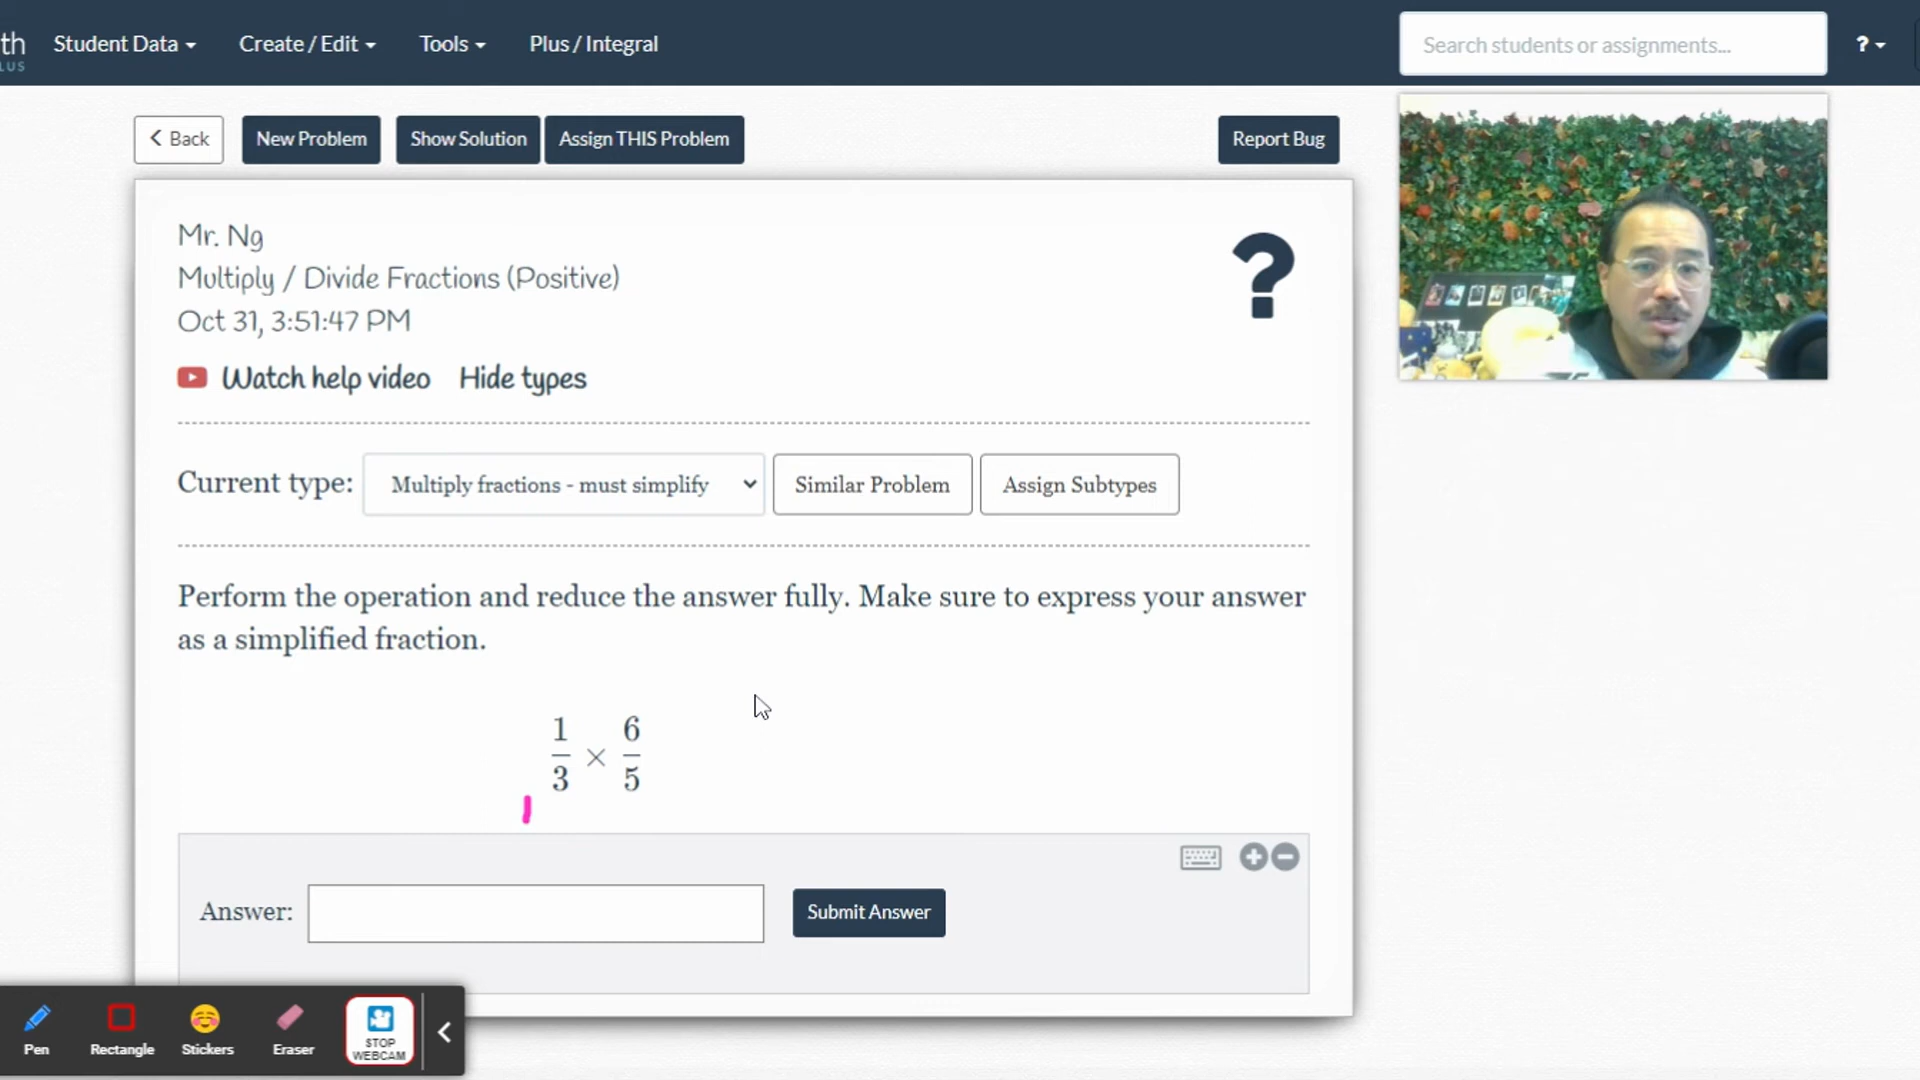 th Student Data Create / Edit Tools Plus / Integral Search students or assignments... ?
LUS
Back New Problem Show Solution Assign THIS Problem Report Bug
Mr. Ng
Multiply / Divide Fractions (Positive)
Oct 31, 3:51:47 PM
?
Watch help video Hide types
Current type: Multiply fractions - must simplify Similar Problem Assign Subtypes
Perform the operation and reduce the answer fully. Make sure to express your answer
as a simplified fraction.
1/3 × 6/5
Answer: Submit Answer
Pen Rectangle Stickers Eraser STOP
WEBCAM